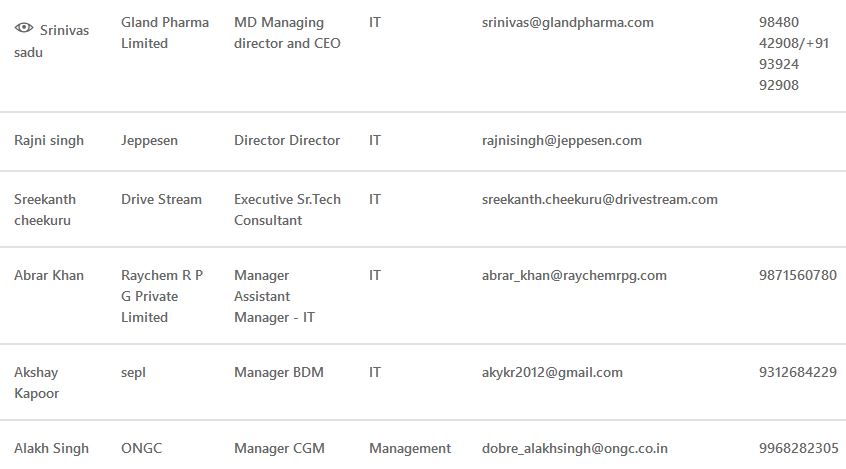 Srinivas sadu Gland Pharma Limited MD Managing director and CEO IT srinivas@glandpharma.com 98480 42908/+91 93924 92908
Rajni singh Jeppesen Director Director IT rajnisingh@jeppesen.com
Sreekanth cheekuru Drive Stream Executive Sr.Tech Consultant IT sreekanth.cheekuru@drivestream.com
Abrar Khan Raychem R P G Private Limited Manager Assistant Manager - IT IT abrar_khan@raychemrpg.com 9871560780
Akshay Kapoor sepl Manager BDM IT akykr2012@gmail.com 9312684229
Alakh Singh ONGC Manager CGM Management dobre_alakhsingh@ongc.co.in 9968282305